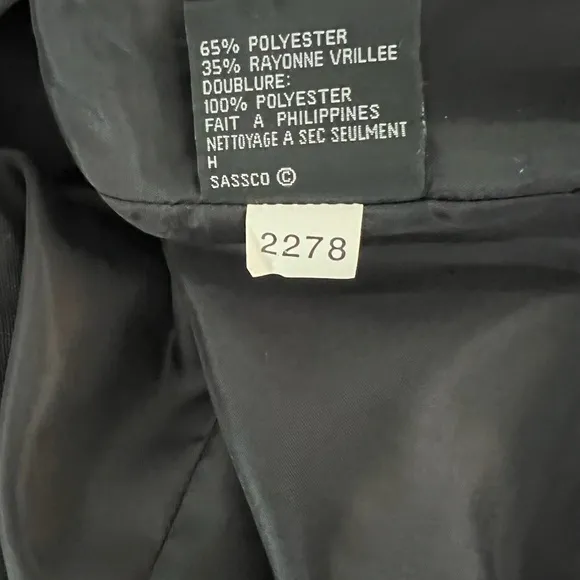 65% POLYESTER
35% RAYONNE VRILLEE
DOUBLURE:
100% POLYESTER
FAIT A PHILIPPINES
NETTOYAGE A SEC SEULMENT
H
SASSCO ©
2278